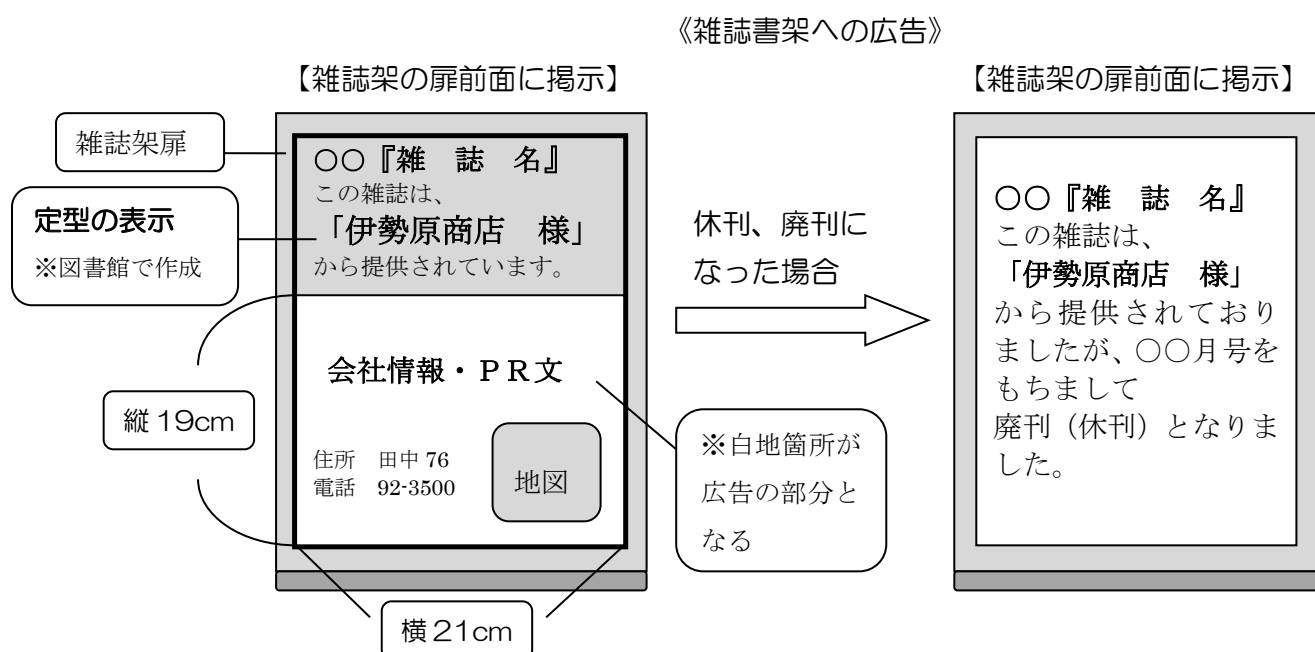 《雑誌書架への広告》
【雑誌架の扉前面に掲示】
雑誌架扉
定型の表示
※図書館で作成
○○『雑　誌　名』
この雑誌は、
「伊勢原商店　様」
から提供されています。
会社情報・ＰＲ文
住所　田中 76
電話　92-3500
地図
縦 19cm
横 21cm
※白地箇所が
広告の部分と
なる
休刊、廃刊に
なった場合
【雑誌架の扉前面に掲示】
○○『雑　誌　名』
この雑誌は、
「伊勢原商店　様」
から提供されており
ましたが、○○月号を
もちまして
廃刊（休刊）となりま
した。